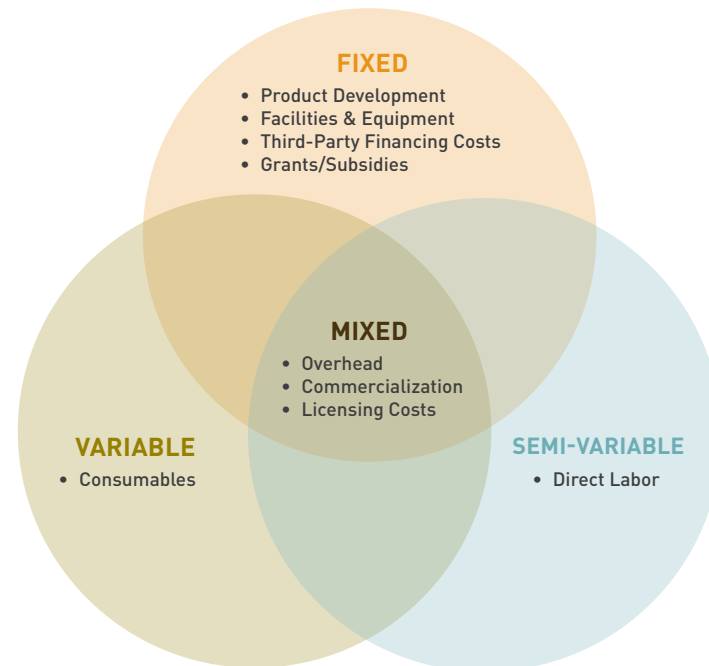 FIXED
• Product Development
• Facilities & Equipment
• Third-Party Financing Costs
• Grants/Subsidies
MIXED
• Overhead
• Commercialization
• Licensing Costs
VARIABLE
• Consumables
SEMI-VARIABLE
• Direct Labor